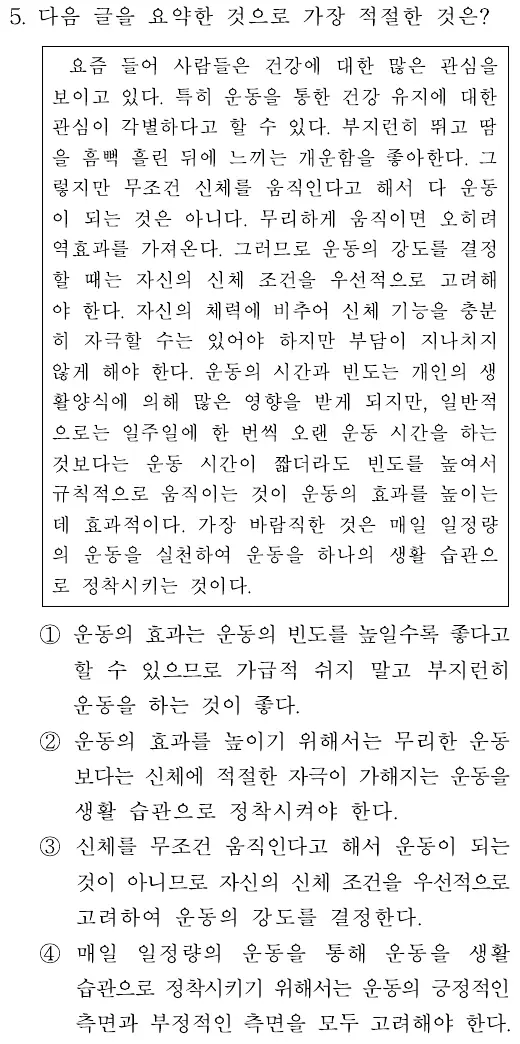 5. 다음 글을 요약한 것으로 가장 적절한 것은?
요즘 들어 사람들은 건강에 대한 많은 관심을
보이고 있다. 특히 운동을 통한 건강 유지에 대한
관심이 각별하다고 할 수 있다. 부지런히 뛰고 땀
을 흠뻑 흘린 뒤에 느끼는 개운함을 좋아한다. 그
렇지만 무조건 신체를 움직인다고 해서 다 운동
이 되는 것은 아니다. 무리하게 움직이면 오히려
역효과를 가져온다. 그러므로 운동의 강도를 결정
할 때는 자신의 신체 조건을 우선적으로 고려해
야 한다. 자신의 체력에 비추어 신체 기능을 충분
히 자극할 수는 있어야 하지만 부담이 지나치지
않게 해야 한다. 운동의 시간과 빈도는 개인의 생
활양식에 의해 많은 영향을 받게 되지만, 일반적
으로는 일주일에 한 번씩 오랜 운동 시간을 하는
것보다는 운동 시간이 짧더라도 빈도를 높여서
규칙적으로 움직이는 것이 운동의 효과를 높이는
데 효과적이다. 가장 바람직한 것은 매일 일정량
의 운동을 실천하여 운동을 하나의 생활 습관으
로 정착시키는 것이다.
① 운동의 효과는 운동의 빈도를 높일수록 좋다고
할 수 있으므로 가급적 쉬지 말고 부지런히
운동을 하는 것이 좋다.
② 운동의 효과를 높이기 위해서는 무리한 운동
보다는 신체에 적절한 자극이 가해지는 운동을
생활 습관으로 정착시켜야 한다.
③ 신체를 무조건 움직인다고 해서 운동이 되는
것이 아니므로 자신의 신체 조건을 우선적으로
고려하여 운동의 강도를 결정한다.
④ 매일 일정량의 운동을 통해 운동을 생활
습관으로 정착시키기 위해서는 운동의 긍정적인
측면과 부정적인 측면을 모두 고려해야 한다.